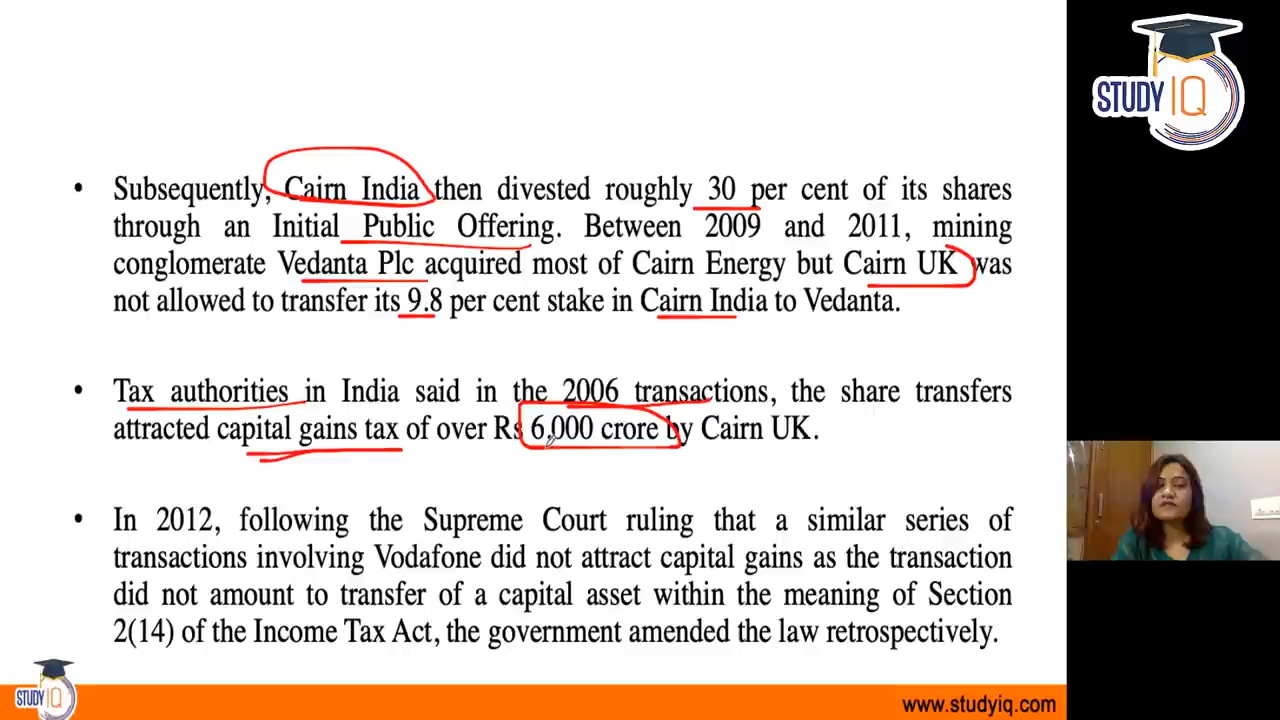 STUDY IQ
• Subsequently, Cairn India then divested roughly 30 per cent of its shares
through an Initial Public Offering. Between 2009 and 2011, mining
conglomerate Vedanta Plc acquired most of Cairn Energy but Cairn UK was
not allowed to transfer its 9.8 per cent stake in Cairn India to Vedanta.
• Tax authorities in India said in the 2006 transactions, the share transfers
attracted capital gains tax of over Rs 6,000 crore by Cairn UK.
• In 2012, following the Supreme Court ruling that a similar series of
transactions involving Vodafone did not attract capital gains as the transaction
did not amount to transfer of a capital asset within the meaning of Section
2(14) of the Income Tax Act, the government amended the law retrospectively.
STUDY IQ
www.studyiq.com